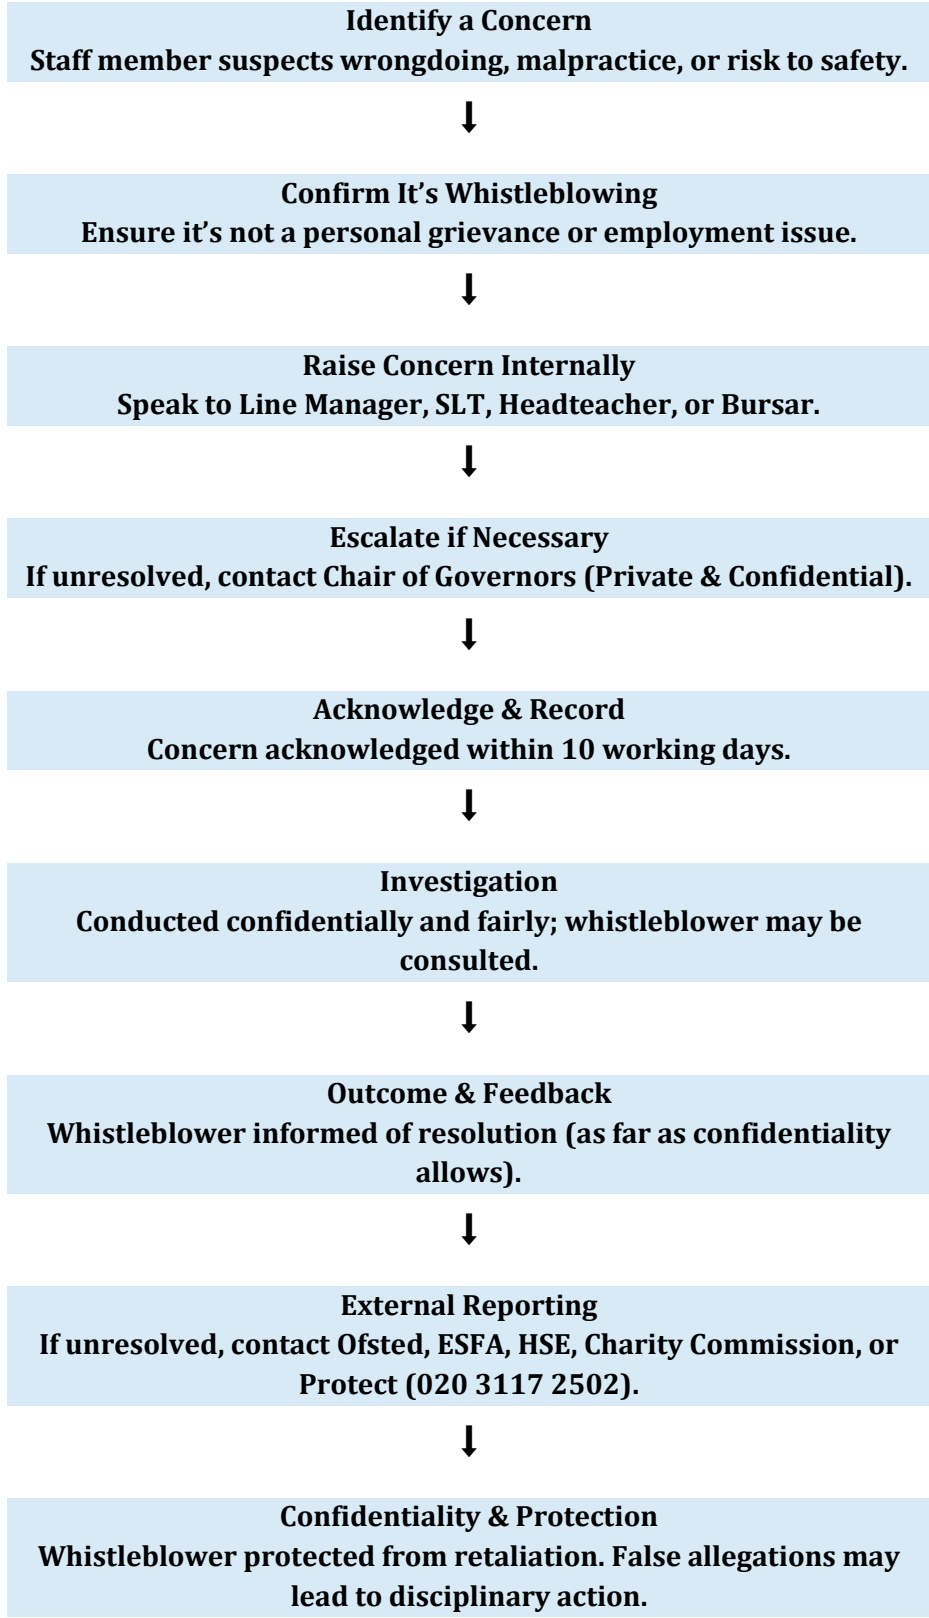 Identify a Concern
Staff member suspects wrongdoing, malpractice, or risk to safety.
Confirm It’s Whistleblowing
Ensure it’s not a personal grievance or employment issue.
Raise Concern Internally
Speak to Line Manager, SLT, Headteacher, or Bursar.
Escalate if Necessary
If unresolved, contact Chair of Governors (Private & Confidential).
Acknowledge & Record
Concern acknowledged within 10 working days.
Investigation
Conducted confidentially and fairly; whistleblower may be
consulted.
Outcome & Feedback
Whistleblower informed of resolution (as far as confidentiality
allows).
External Reporting
If unresolved, contact Ofsted, ESFA, HSE, Charity Commission, or
Protect (020 3117 2502).
Confidentiality & Protection
Whistleblower protected from retaliation. False allegations may
lead to disciplinary action.